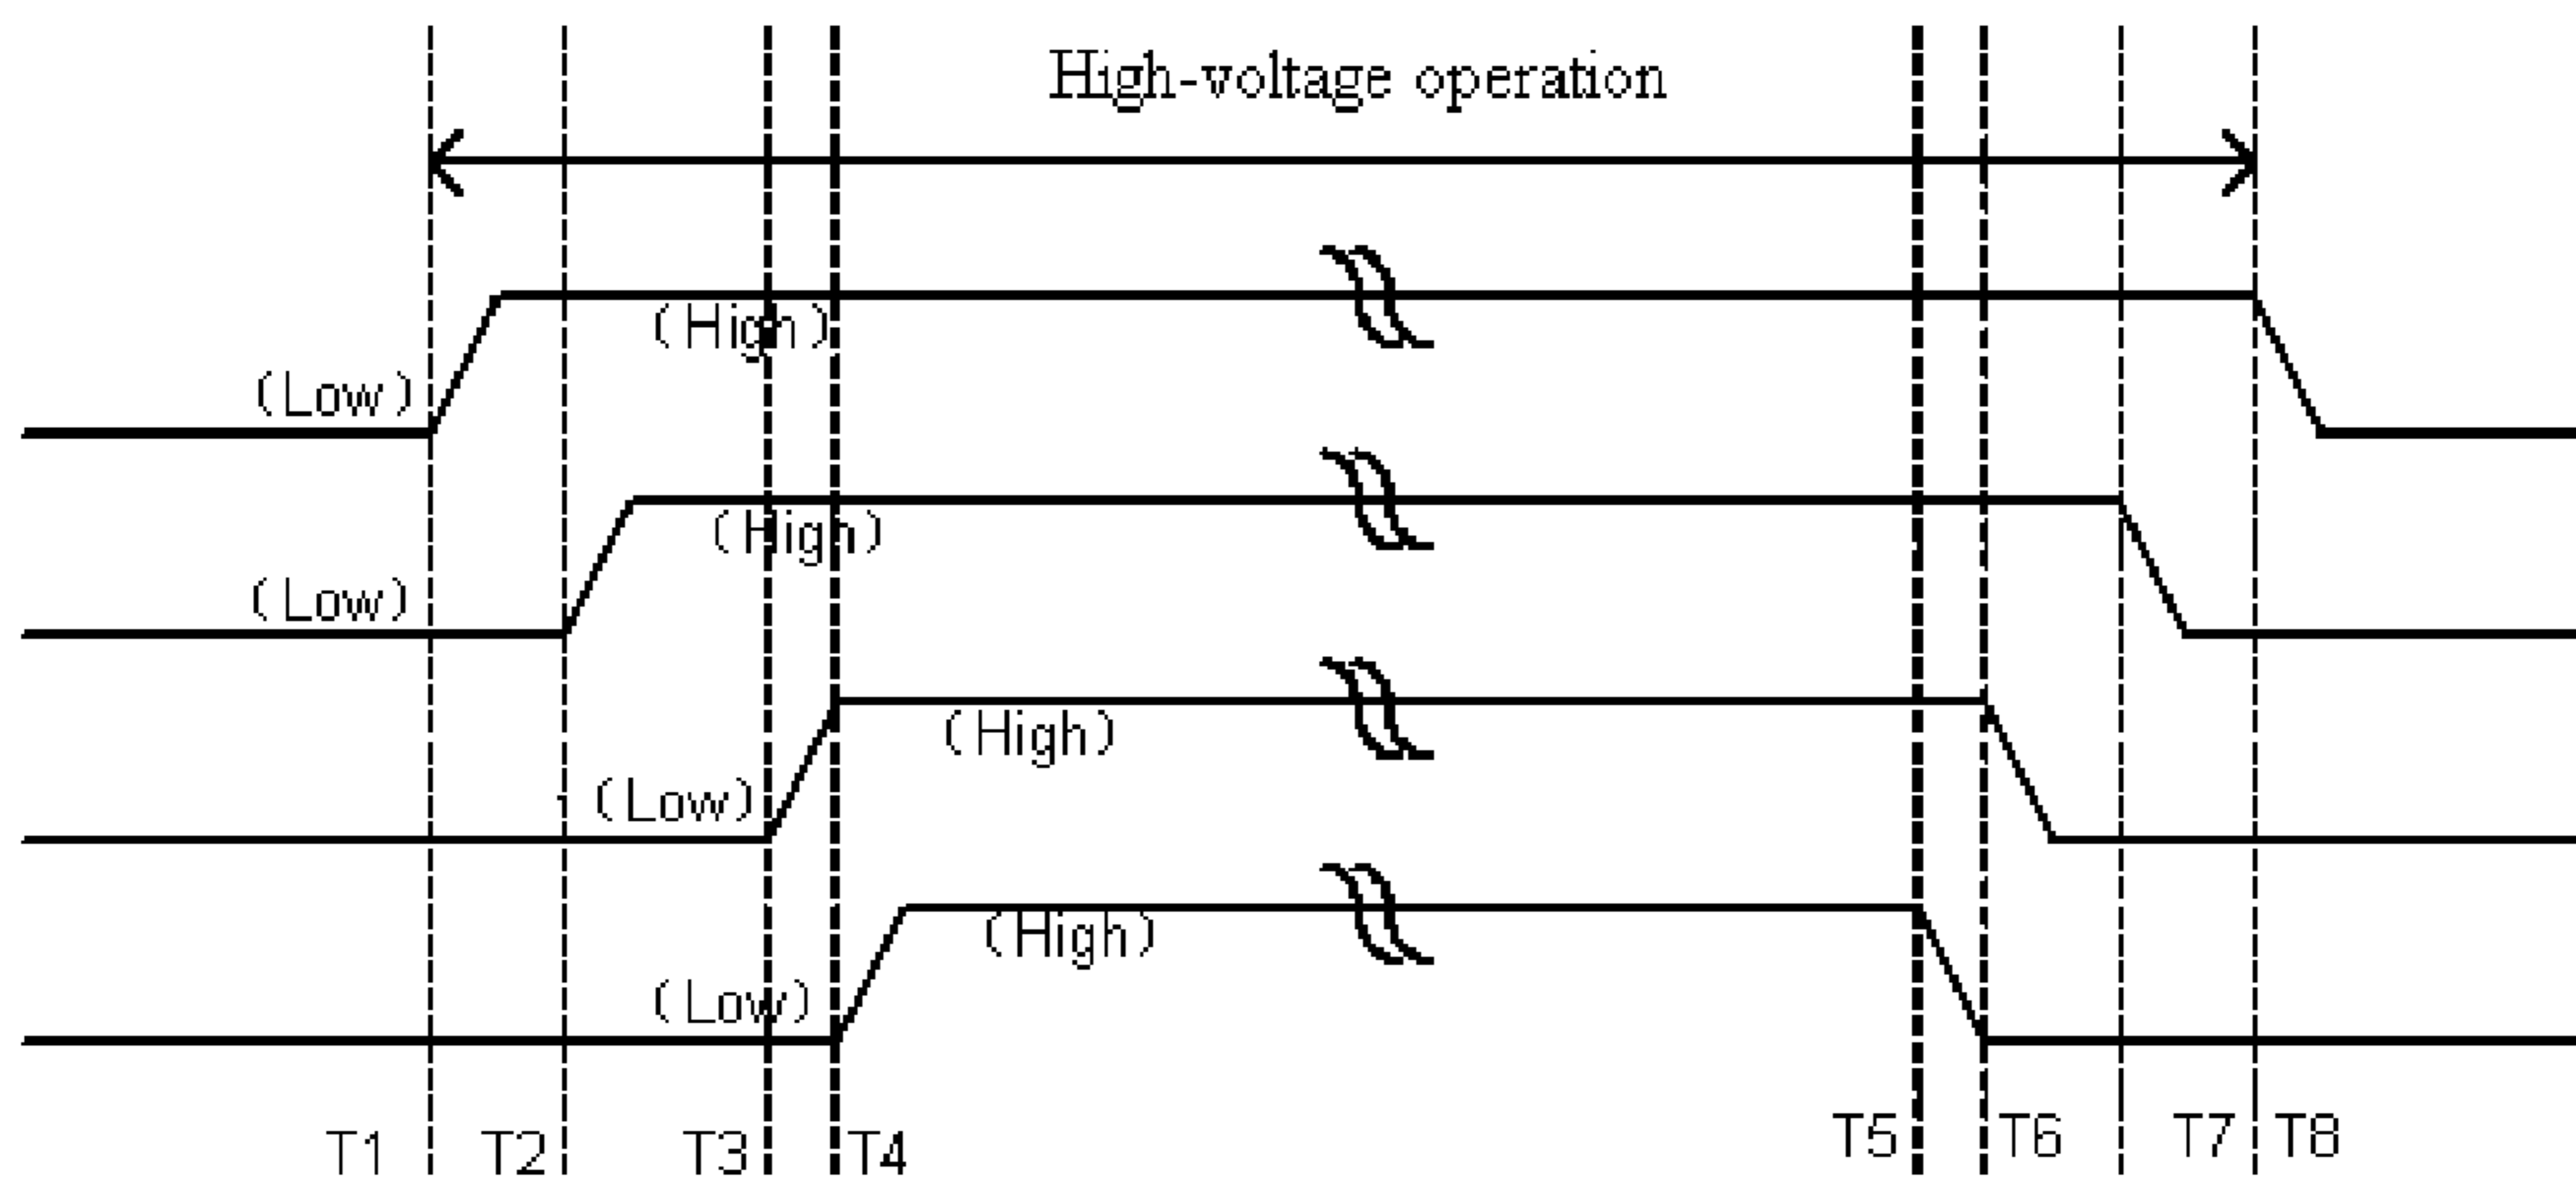 High-voltage operation
(High)
(Low)
(High)
(Low)
(High)
(Low)
(High)
(Low)
T1 T2 T3 T4 T5 T6 T7 T8